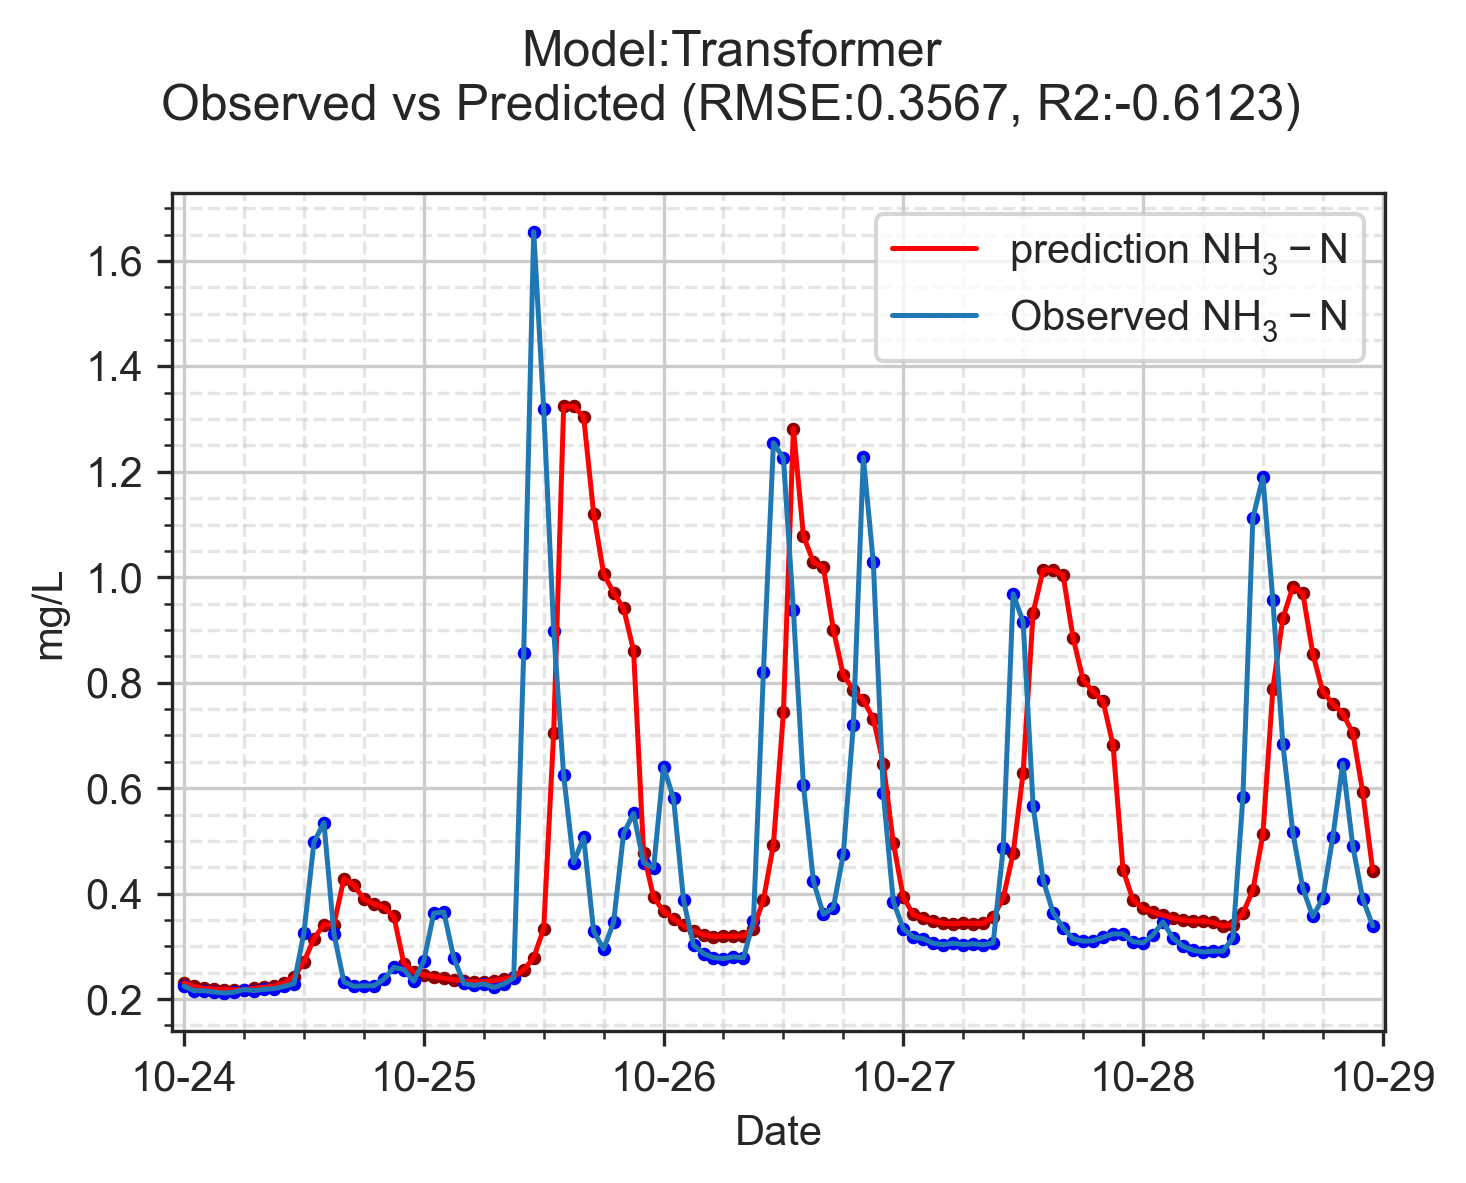 Model:Transformer
Observed vs Predicted (RMSE:0.3567, R2:-0.6123)
prediction NH₃ − N
Observed NH₃ − N
1.6
1.4
1.2
1.0
0.8
0.6
0.4
0.2
mg/L
10-24 10-25 10-26 10-27 10-28 10-29
Date